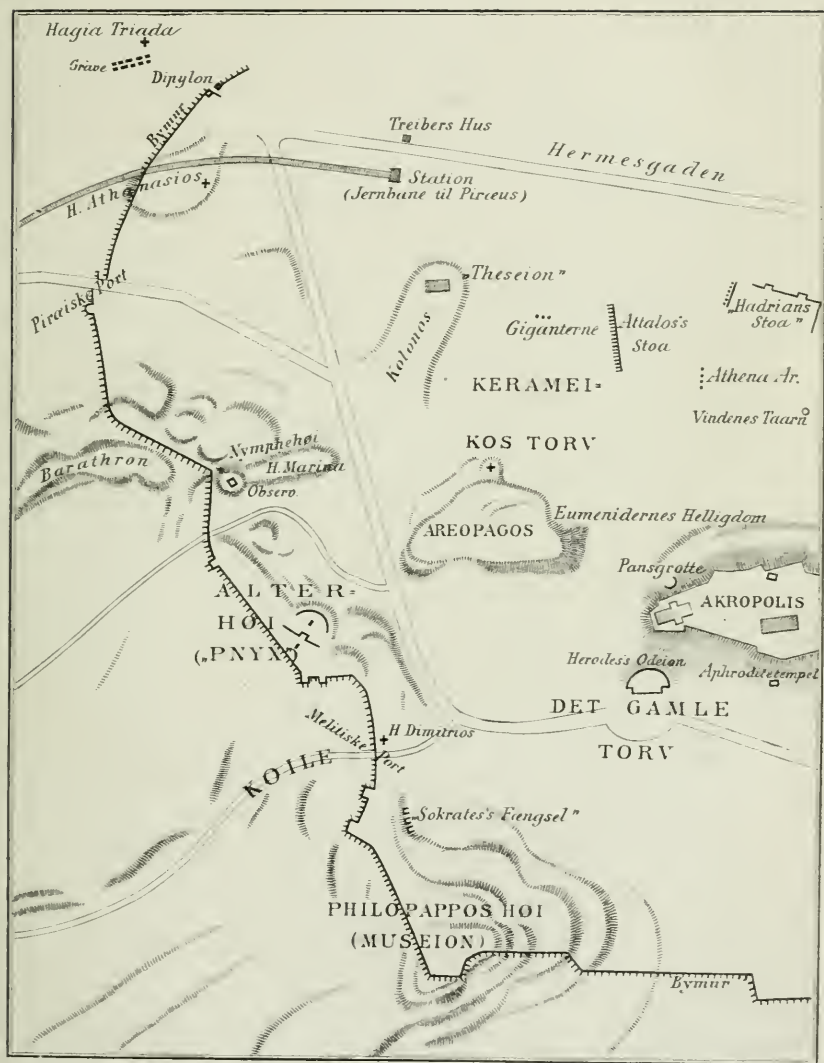 Hagia Triada
Grave
Dipylon
Bymur
Treibers Hus
Hermesgaden
H. Athanasios
Station
(Jernbane til Piræus)
Piræiske Port
„Theseion”
Kolonos
Giganterne
Attalos's
Stoa
„Hadrians
Stoa”
KERAMEI=
Athena Ar.
Vindenes Taarn
KOS TORV
Nymphehøi
H. Marina
Barathron
Observ.
AREOPAGOS
Eumenidernes Helligdom
Pansgrotte
AKROPOLIS
ALTER=
HØI
(„PNYX”)
Herodes's Odeion
Aphroditetempel
DET GAMLE
TORV
Melitiske Port
H Dimitrios
KOILE
„Sokrates's Fængsel”
PHILOPAPPOS HØI
(MUSEION)
Bymur